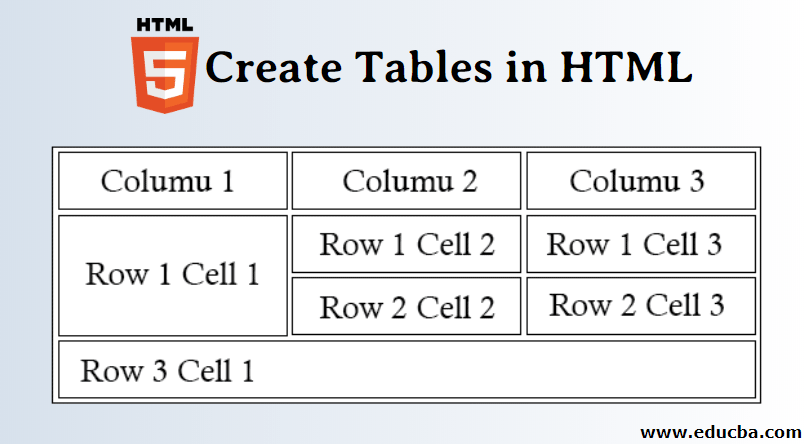 HTML
5 Create Tables in HTML
Columu 1 Columu 2 Columu 3
Row 1 Cell 1 Row 1 Cell 2 Row 1 Cell 3
Row 2 Cell 2 Row 2 Cell 3
Row 3 Cell 1
www.educba.com